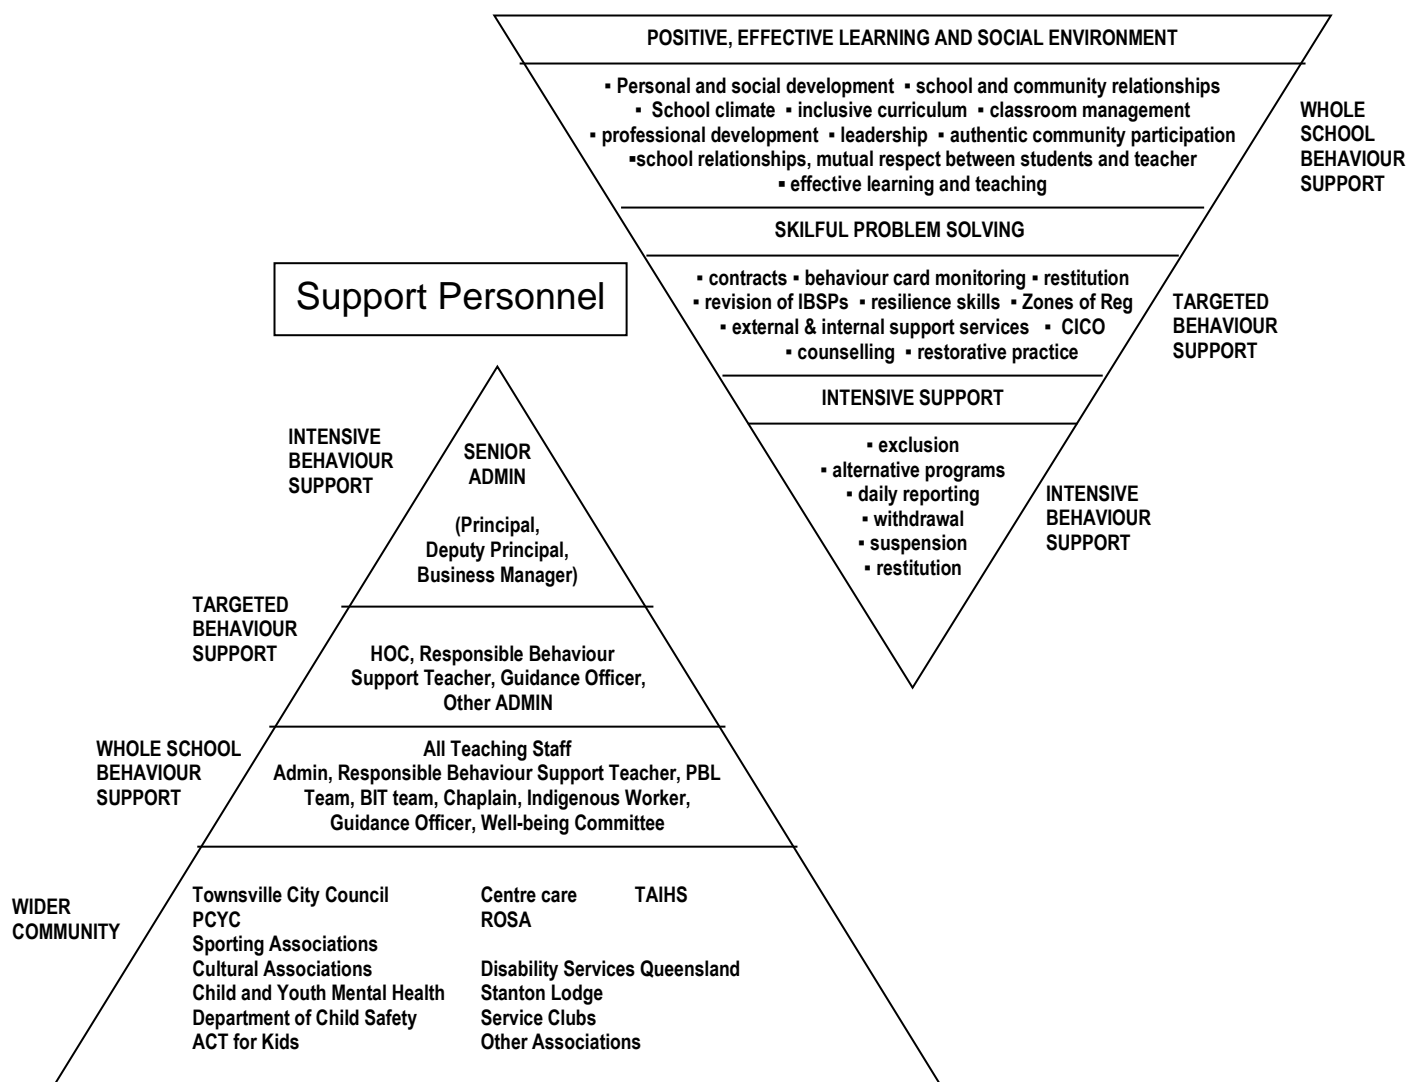 POSITIVE, EFFECTIVE LEARNING AND SOCIAL ENVIRONMENT
▪ Personal and social development ▪ school and community relationships
▪ School climate ▪ inclusive curriculum ▪ classroom management
▪ professional development ▪ leadership ▪ authentic community participation
▪school relationships, mutual respect between students and teacher
▪ effective learning and teaching
WHOLE
SCHOOL
BEHAVIOUR
SUPPORT
SKILFUL PROBLEM SOLVING
▪ contracts ▪ behaviour card monitoring ▪ restitution
▪ revision of IBSPs ▪ resilience skills ▪ Zones of Reg
▪ external & internal support services ▪ CICO
▪ counselling ▪ restorative practice
TARGETED
BEHAVIOUR
SUPPORT
INTENSIVE SUPPORT
▪ exclusion
▪ alternative programs
▪ daily reporting
▪ withdrawal
▪ suspension
▪ restitution
INTENSIVE
BEHAVIOUR
SUPPORT
Support Personnel
INTENSIVE
BEHAVIOUR
SUPPORT
SENIOR
ADMIN
(Principal,
Deputy Principal,
Business Manager)
TARGETED
BEHAVIOUR
SUPPORT
HOC, Responsible Behaviour
Support Teacher, Guidance Officer,
Other ADMIN
WHOLE SCHOOL
BEHAVIOUR
SUPPORT
All Teaching Staff
Admin, Responsible Behaviour Support Teacher, PBL
Team, BIT team, Chaplain, Indigenous Worker,
Guidance Officer, Well-being Committee
WIDER
COMMUNITY
Townsville City Council
PCYC
Sporting Associations
Cultural Associations
Child and Youth Mental Health
Department of Child Safety
ACT for Kids
Centre care TAIHS
ROSA
Disability Services Queensland
Stanton Lodge
Service Clubs
Other Associations